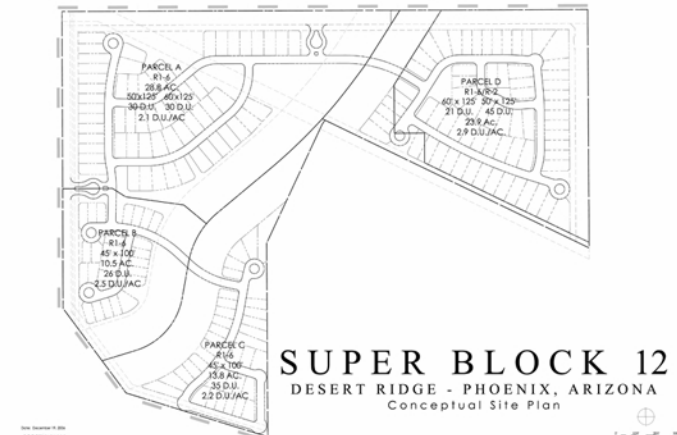 PARCEL A
R1-6
28.8 AC.
50'x125' 60'x125'
30 D.U. 30 D.U.
2.1 D.U./AC
PARCEL D
R1-6/R-2
60' x 125' 50' x 125'
21 D.U. 45 D.U.
23.9 Ac.
2.9 D.U./AC.
PARCEL B
R1-6
45' x 100'
10.5 AC.
26 D.U.
2.5 D.U./AC
PARCEL C
R1-6
45' x 100'
13.8 AC.
35 D.U.
2.2 D.U./AC
SUPER BLOCK 12
DESERT RIDGE - PHOENIX, ARIZONA
Conceptual Site Plan